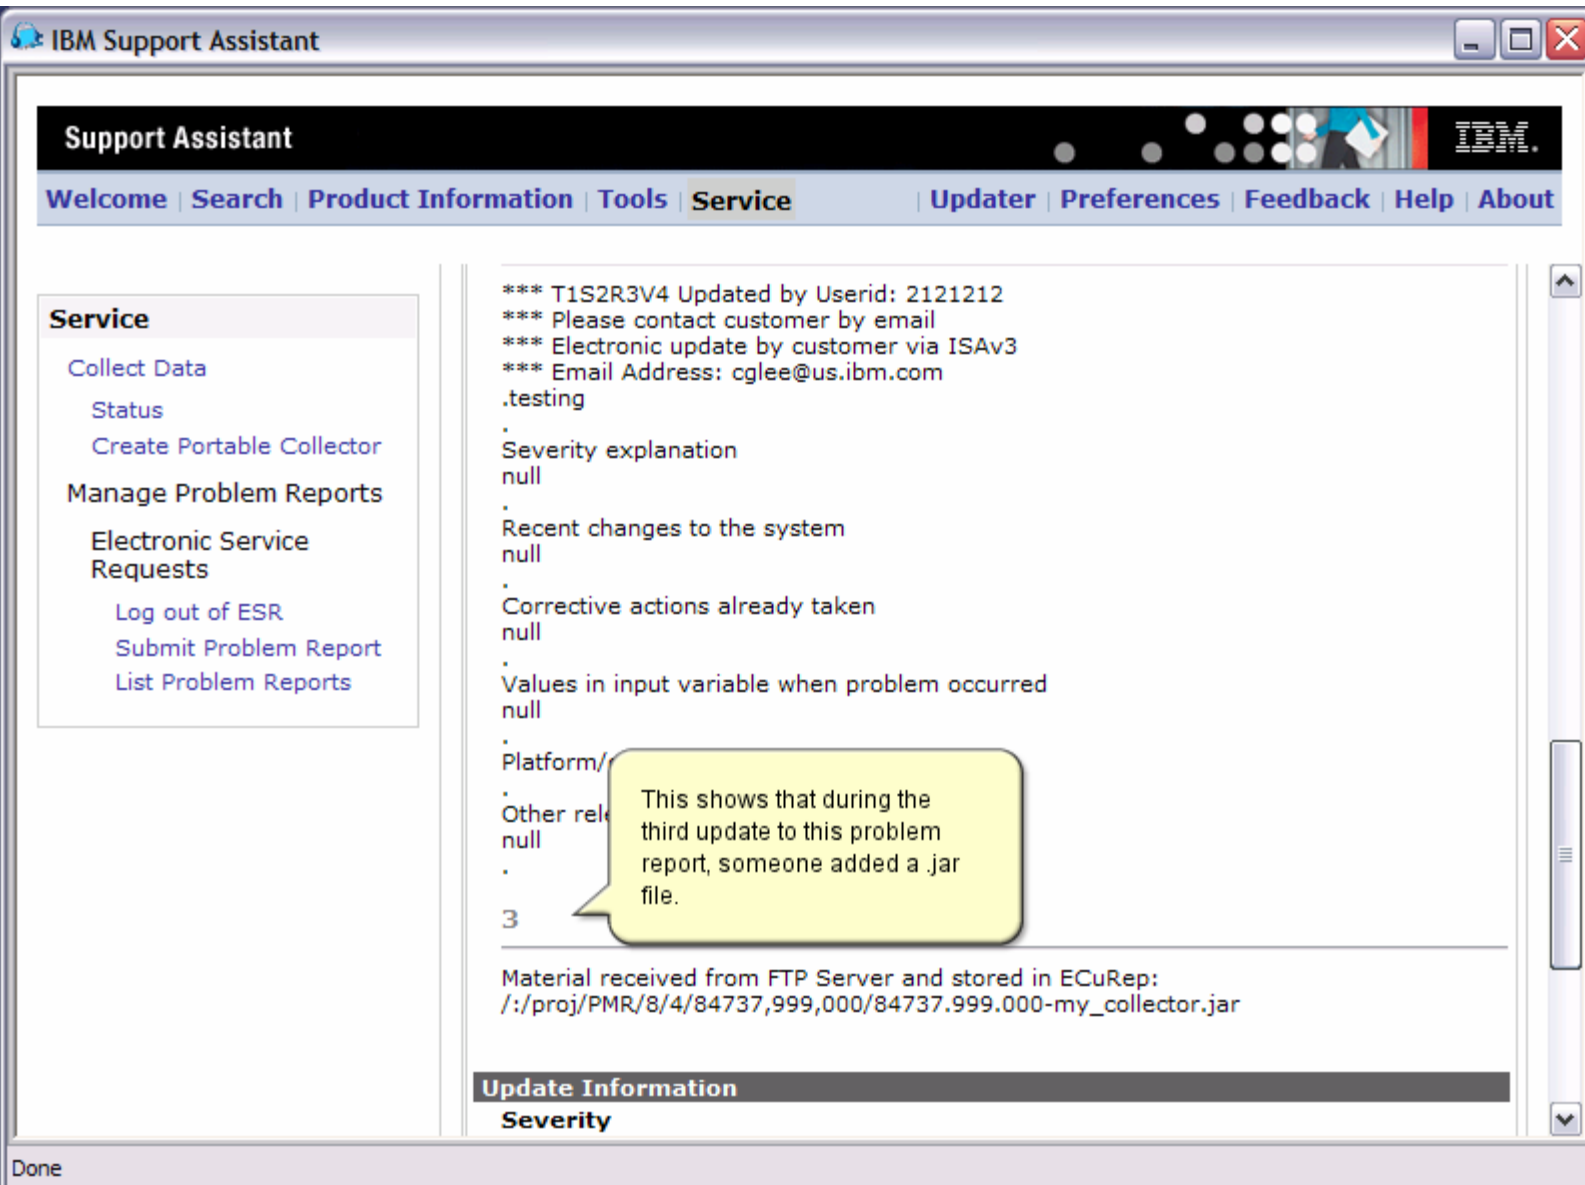 IBM Support Assistant
Support Assistant
IBM.
Welcome | Search | Product Information | Tools | Service | Updater | Preferences | Feedback | Help | About
Service
Collect Data
Status
Create Portable Collector
Manage Problem Reports
Electronic Service
Requests
Log out of ESR
Submit Problem Report
List Problem Reports
*** T1S2R3V4 Updated by Userid: 2121212
*** Please contact customer by email
*** Electronic update by customer via ISAv3
*** Email Address: cglee@us.ibm.com
.testing
.
Severity explanation
null
.
Recent changes to the system
null
.
Corrective actions already taken
null
.
Values in input variable when problem occurred
null
.
Platform/
.
Other rel
null
.
This shows that during the
third update to this problem
report, someone added a .jar
file.
3
Material received from FTP Server and stored in ECuRep:
/:/proj/PMR/8/4/84737,999,000/84737.999.000-my_collector.jar
Update Information
Severity
Done